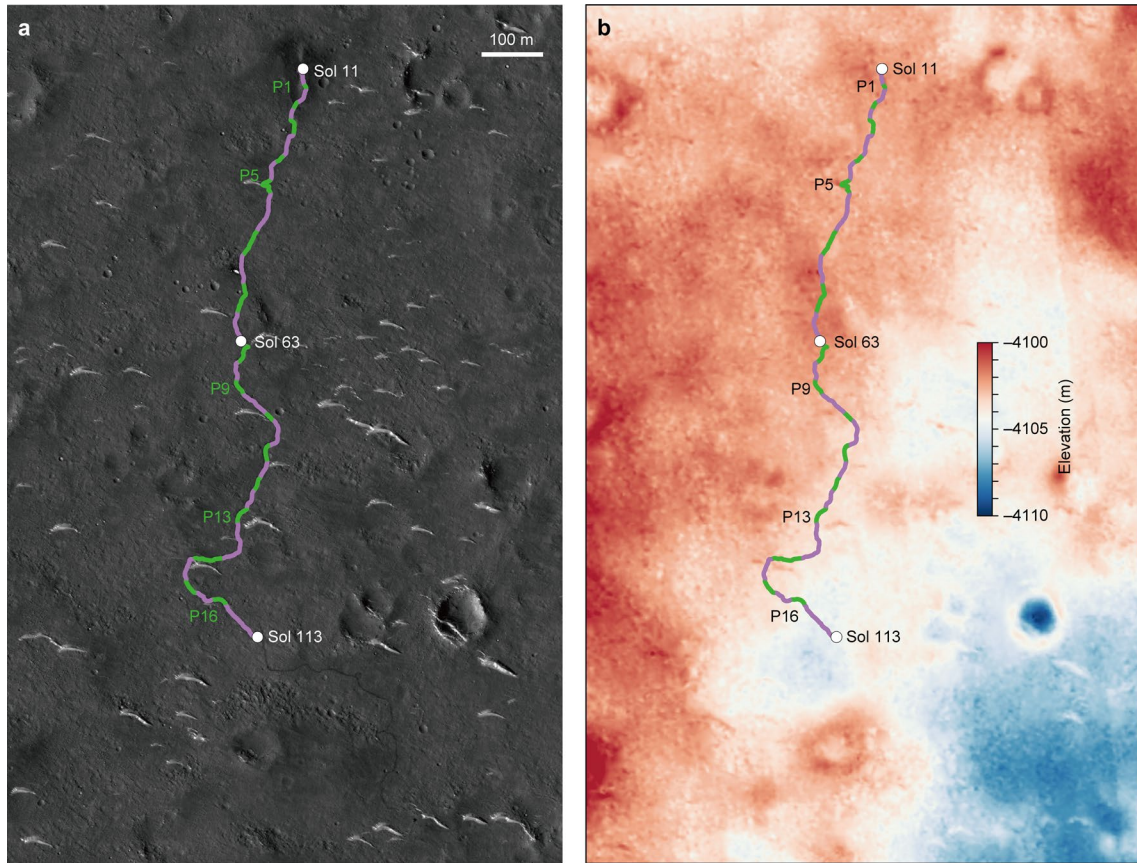 a
100 m
Sol 11
P1
P5
Sol 63
P9
P13
P16
Sol 113
b
Sol 11
P1
P5
Sol 63
P9
P13
P16
Sol 113
–4100
–4105
–4110
Elevation (m)